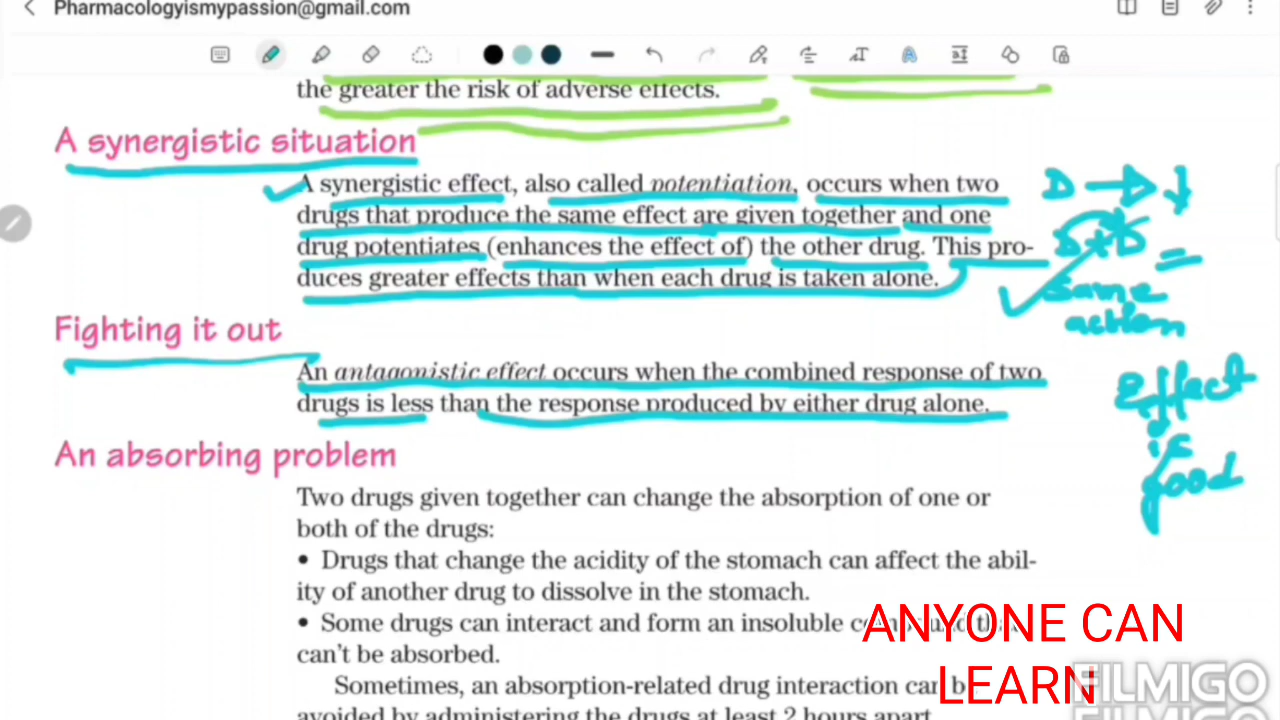 Pharmacologyismypassion@gmail.com
the greater the risk of adverse effects.
A synergistic situation
A synergistic effect, also called potentiation, occurs when two
drugs that produce the same effect are given together and one
drug potentiates (enhances the effect of) the other drug. This pro-
duces greater effects than when each drug is taken alone.
D → D ↓
D + D =
same
action
Effect
is
good
Fighting it out
An antagonistic effect occurs when the combined response of two
drugs is less than the response produced by either drug alone.
An absorbing problem
Two drugs given together can change the absorption of one or
both of the drugs:
• Drugs that change the acidity of the stomach can affect the abil-
ity of another drug to dissolve in the stomach.
• Some drugs can interact and form an insoluble
can't be absorbed.
Sometimes, an absorption-related drug interaction can
avoided by administering the drugs at least 2 hours apart.
ANYONE CAN
LEARN
FILMIGO